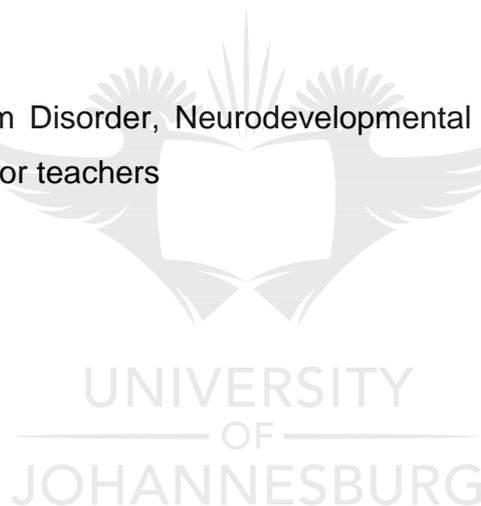 m Disorder, Neurodevelopmental
or teachers
UNIVERSITY
OF
JOHANNESBURG